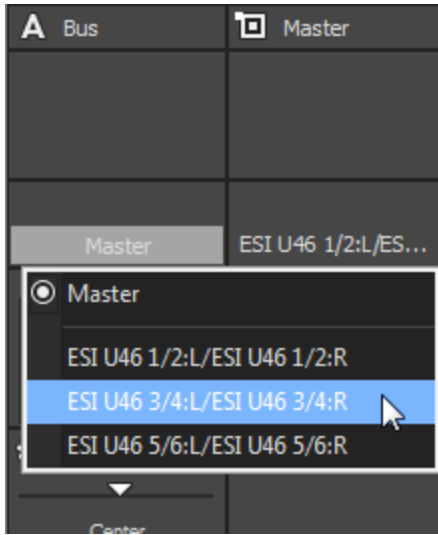 A Bus
Master
Master
ESI U46 1/2:L/ES...
Master
ESI U46 1/2:L/ESI U46 1/2:R
ESI U46 3/4:L/ESI U46 3/4:R
ESI U46 5/6:L/ESI U46 5/6:R
Center